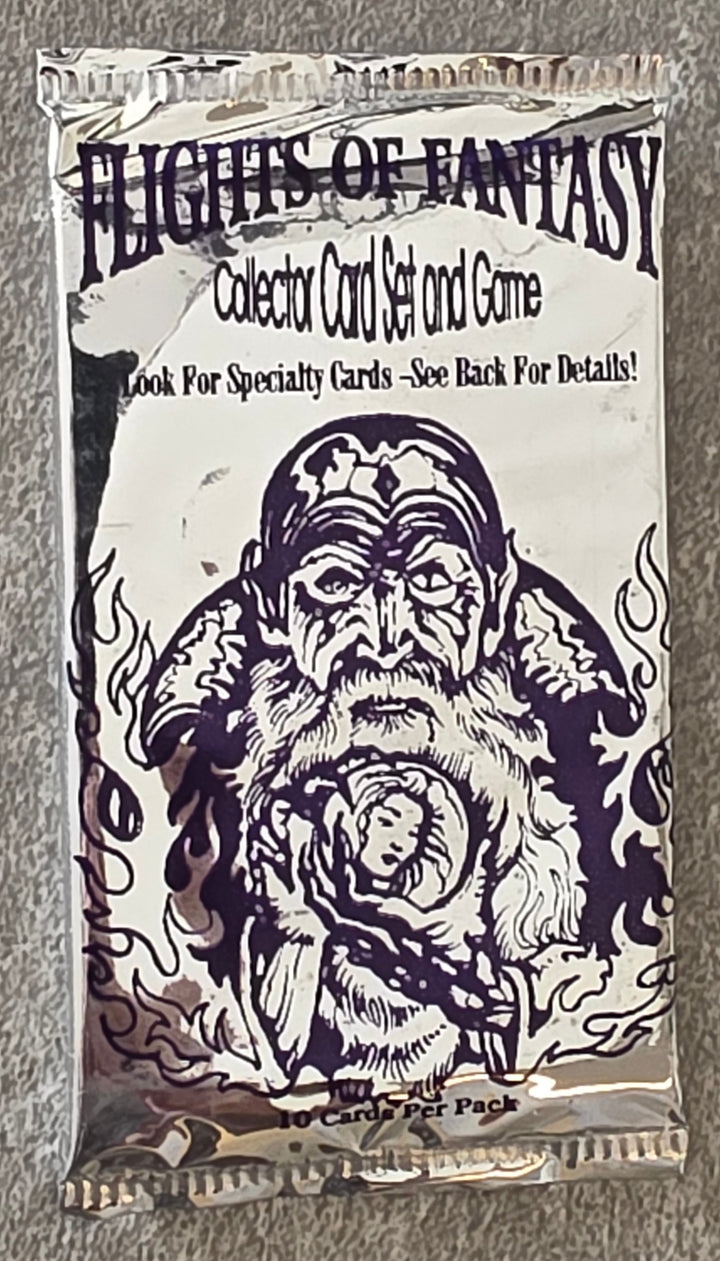 FLIGHTS OF FANTASY
Collector Card Set and Game
Look For Specialty Cards -See Back For Details!
10 Cards Per Pack